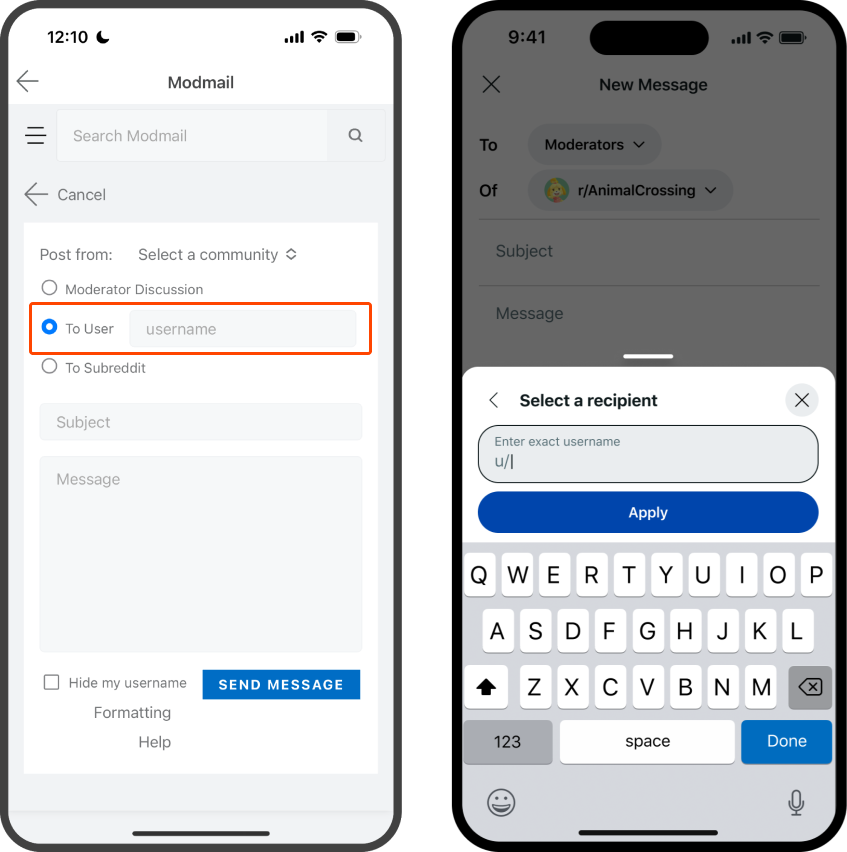 12:10
Modmail
Search Modmail
Cancel
Post from: Select a community
Moderator Discussion
To User username
To Subreddit
Subject
Message
Hide my username SEND MESSAGE
Formatting
Help
9:41
New Message
To Moderators
Of r/AnimalCrossing
Subject
Message
Select a recipient
Enter exact username
u/
Apply
Q W E R T Y U I O P
A S D F G H J K L
Z X C V B N M
123 space Done